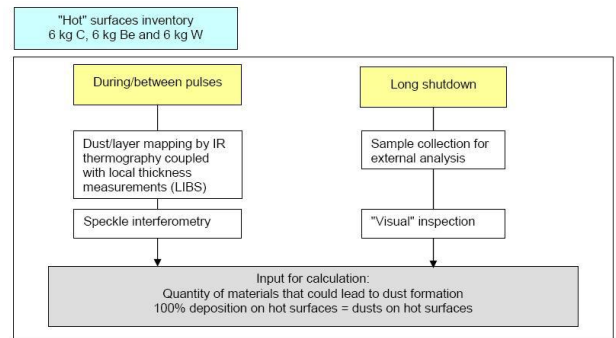 "Hot" surfaces inventory
6 kg C, 6 kg Be and 6 kg W
During/between pulses
Long shutdown
Dust/layer mapping by IR
thermography coupled
with local thickness
measurements (LIBS)
Sample collection for
external analysis
Speckle interferometry
"Visual" inspection
Input for calculation:
Quantity of materials that could lead to dust formation
100% deposition on hot surfaces = dusts on hot surfaces